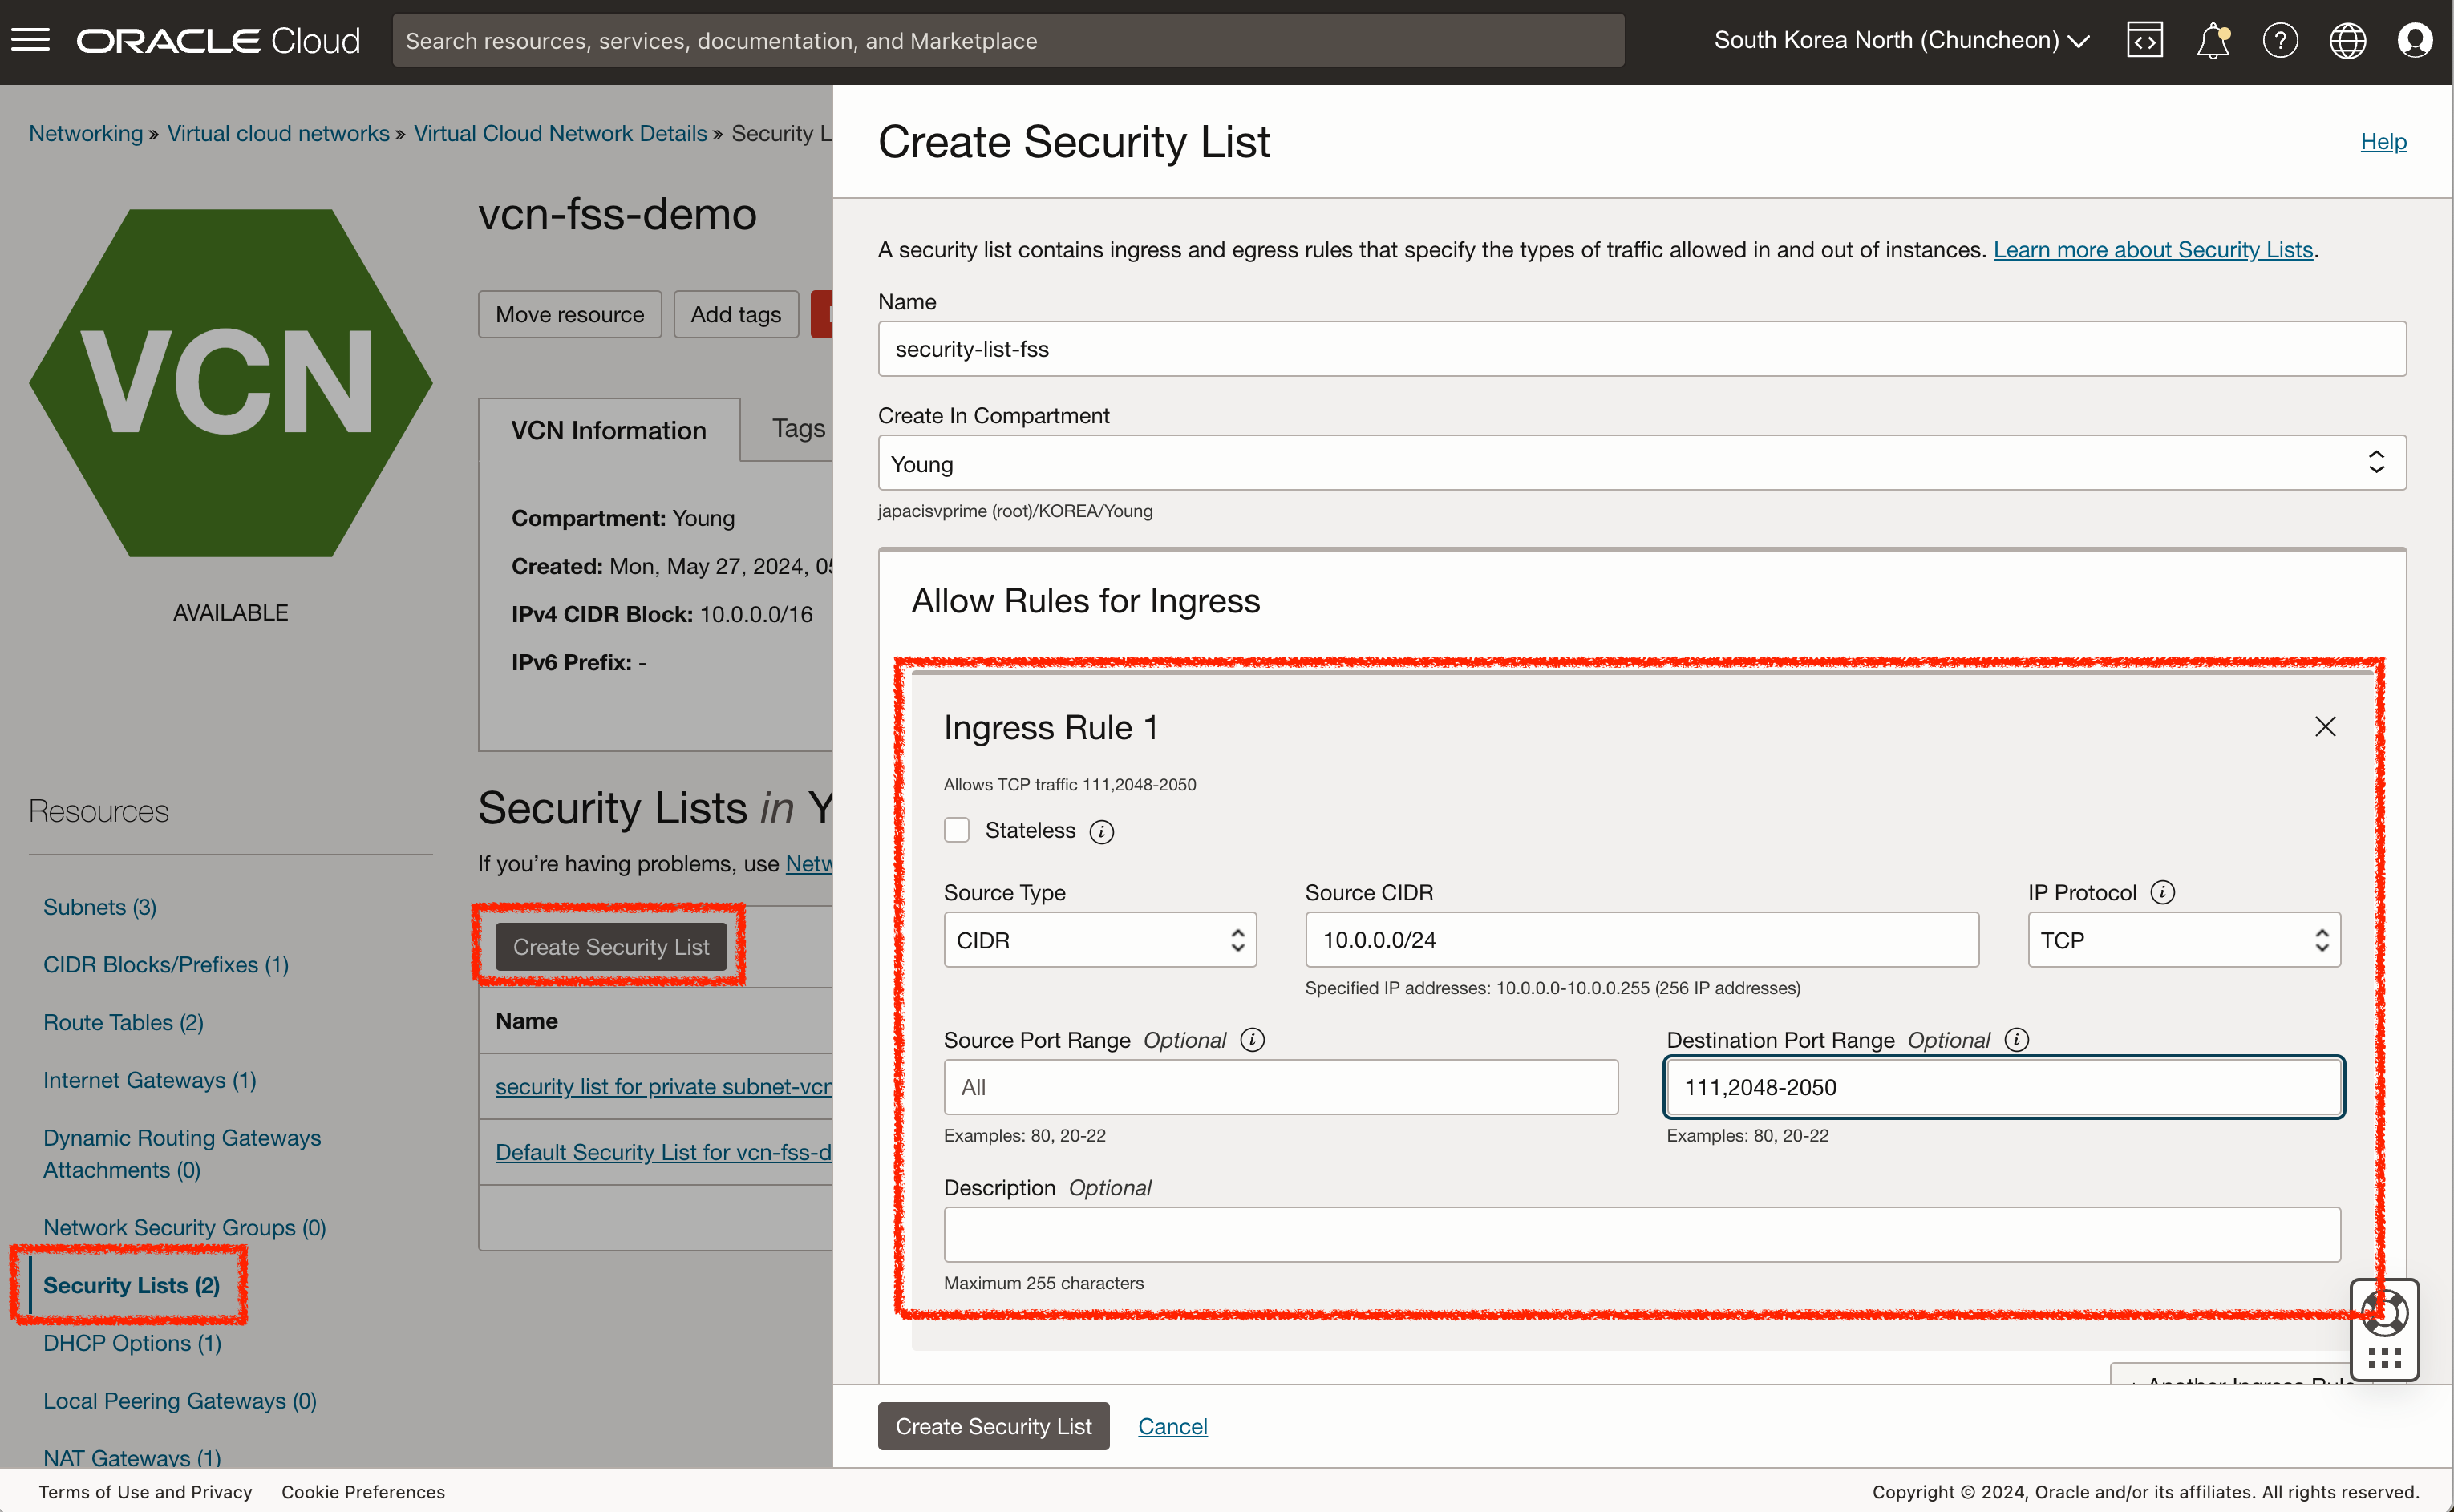 ORACLE Cloud
Search resources, services, documentation, and Marketplace
South Korea North (Chuncheon)
Networking » Virtual cloud networks » Virtual Cloud Network Details » Security L
VCN
AVAILABLE
vcn-fss-demo
Move resource
Add tags
VCN Information
Tags
Compartment: Young
Created: Mon, May 27, 2024, 05
IPv4 CIDR Block: 10.0.0.0/16
IPv6 Prefix: -
Resources
Subnets (3)
CIDR Blocks/Prefixes (1)
Route Tables (2)
Internet Gateways (1)
Dynamic Routing Gateways
Attachments (0)
Network Security Groups (0)
Security Lists (2)
DHCP Options (1)
Local Peering Gateways (0)
NAT Gateways (1)
Security Lists in Y
If you're having problems, use Netw
Create Security List
Name
security list for private subnet-vcn
Default Security List for vcn-fss-d
Create Security List
Help
A security list contains ingress and egress rules that specify the types of traffic allowed in and out of instances. Learn more about Security Lists.
Name
security-list-fss
Create In Compartment
Young
japacisvprime (root)/KOREA/Young
Allow Rules for Ingress
Ingress Rule 1
Allows TCP traffic 111,2048-2050
Stateless
Source Type
Source CIDR
IP Protocol
CIDR
10.0.0.0/24
TCP
Specified IP addresses: 10.0.0.0-10.0.0.255 (256 IP addresses)
Source Port Range Optional
Destination Port Range Optional
All
111,2048-2050
Examples: 80, 20-22
Examples: 80, 20-22
Description Optional
Maximum 255 characters
+ Another Ingress Rule
Create Security List
Cancel
Terms of Use and Privacy
Cookie Preferences
Copyright © 2024, Oracle and/or its affiliates. All rights reserved.